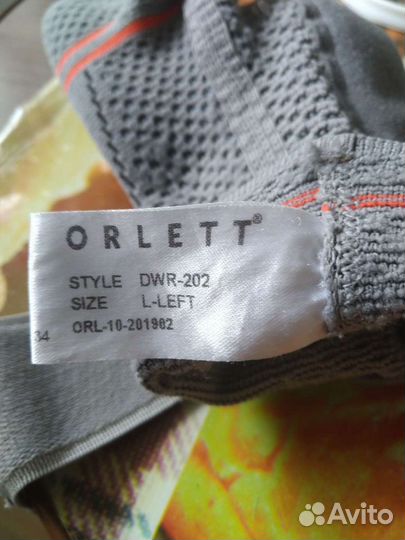 ORLETT®
STYLE DWR-202
SIZE L-LEFT
ORL-10-201902
34
Avito